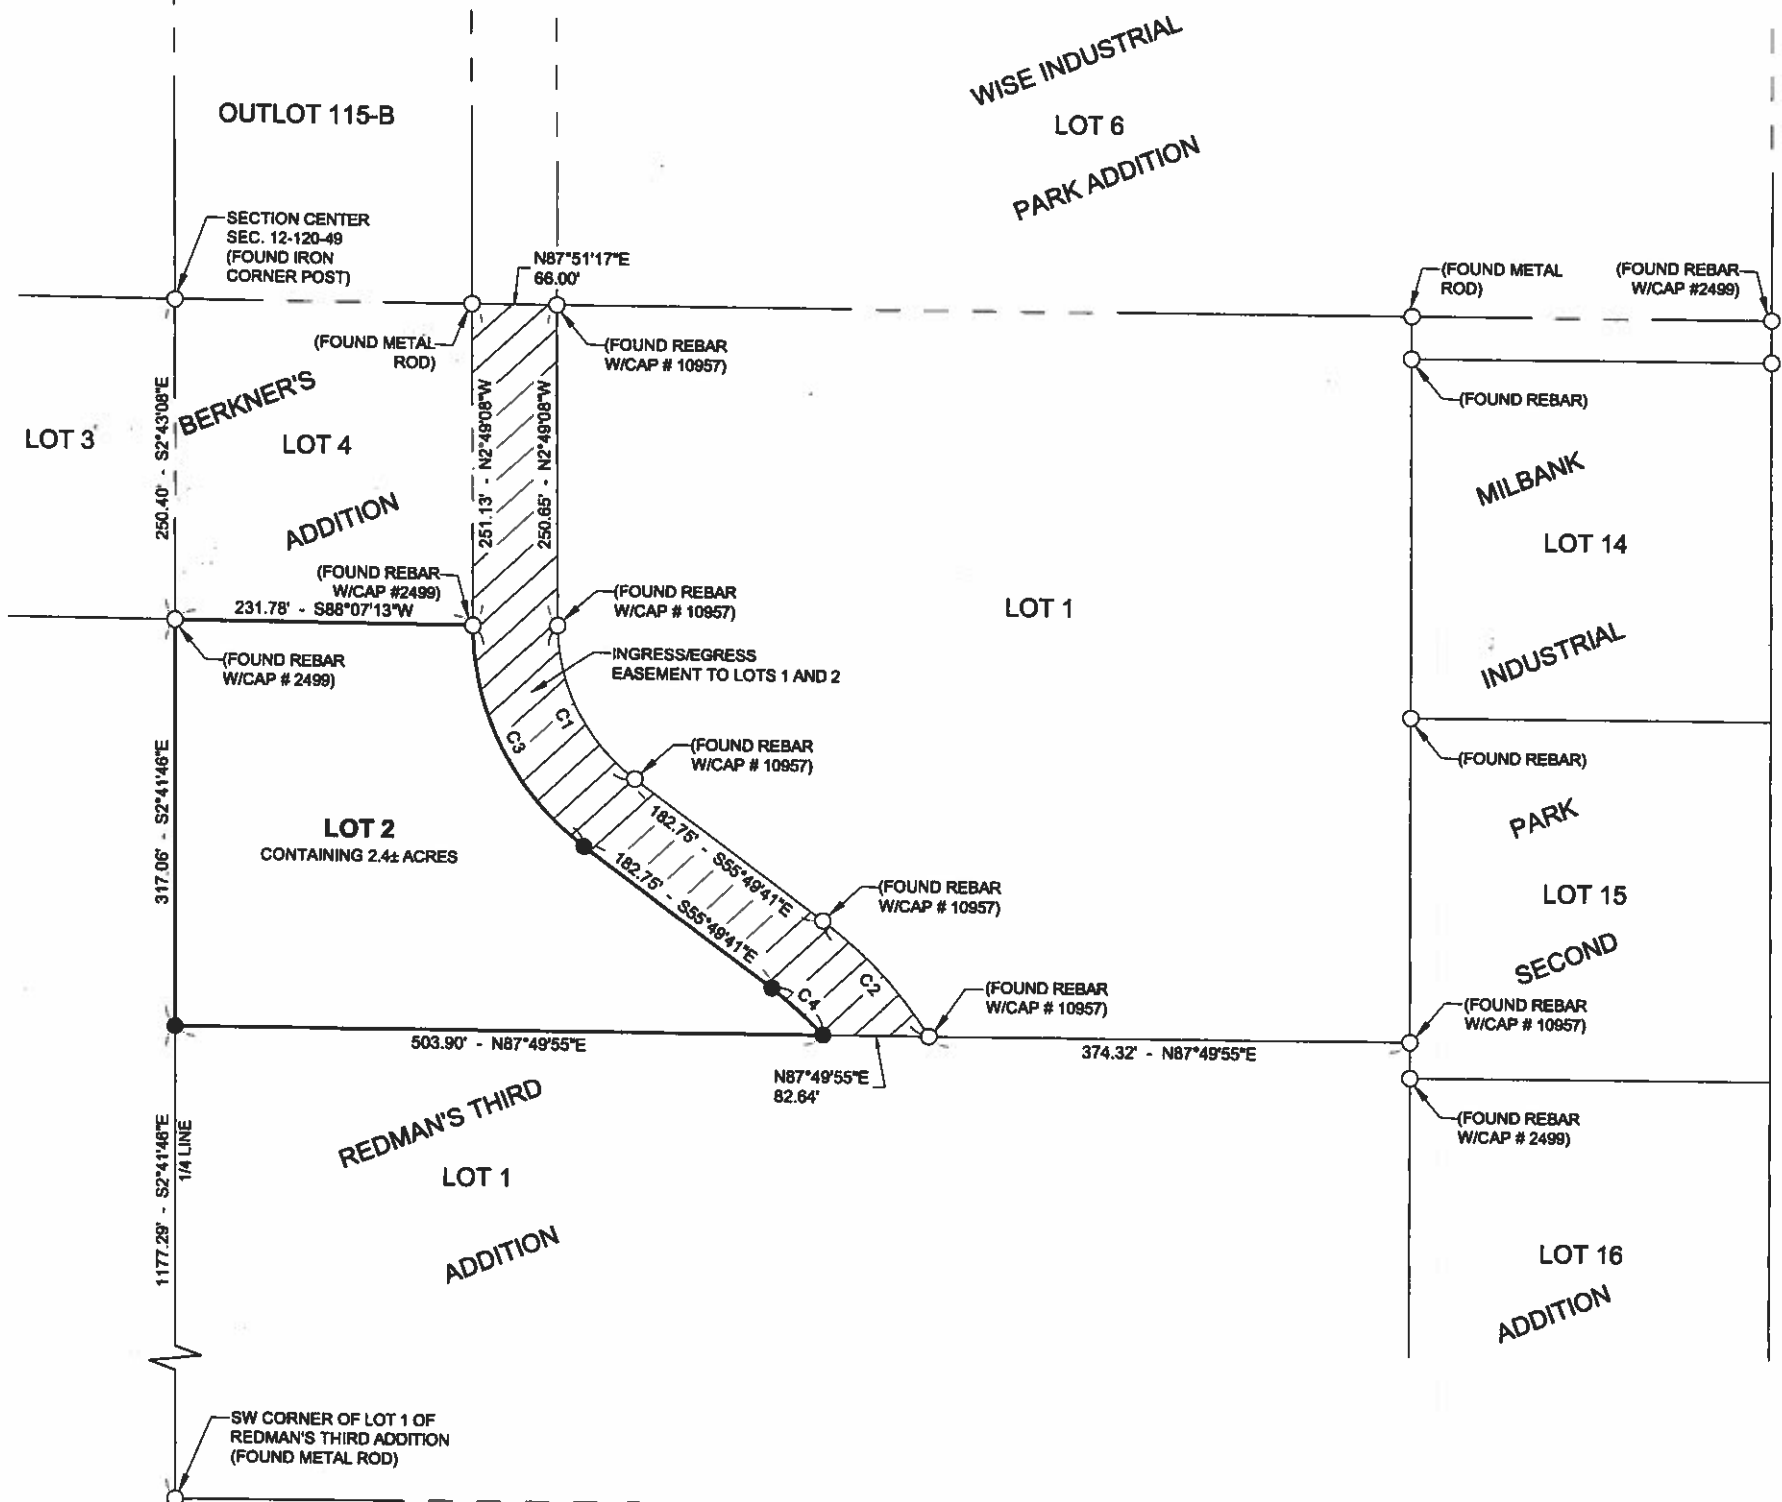 WISE INDUSTRIAL
LOT 6
PARK ADDITION
OUTLOT 115-B
SECTION CENTER
SEC. 12-120-49
(FOUND IRON
CORNER POST)
N87°51'17"E
66.00'
(FOUND METAL
ROD)
(FOUND REBAR
W/CAP #2499)
(FOUND METAL
ROD)
(FOUND REBAR
W/CAP # 10957)
(FOUND REBAR)
LOT 3
250.40' - S2°43'08"E
BERKNER'S
LOT 4
ADDITION
251.13' - N2°49'08"W
250.65' - N2°49'08"W
MILBANK
LOT 14
INDUSTRIAL
(FOUND REBAR
W/CAP #2499)
231.78' - S88°07'13"W
(FOUND REBAR
W/CAP # 10957)
LOT 1
(FOUND REBAR
W/CAP # 2499)
INGRESS/EGRESS
EASEMENT TO LOTS 1 AND 2
C1
C3
(FOUND REBAR
W/CAP # 10957)
(FOUND REBAR)
317.06' - S2°41'46"E
LOT 2
CONTAINING 2.4± ACRES
182.75' - S55°49'41"E
182.75' - S55°49'41"E
(FOUND REBAR
W/CAP # 10957)
PARK
LOT 15
SECOND
C2
C4
(FOUND REBAR
W/CAP # 10957)
(FOUND REBAR
W/CAP # 10957)
503.90' - N87°49'55"E
374.32' - N87°49'55"E
N87°49'55"E
82.64'
(FOUND REBAR
W/CAP # 2499)
REDMAN'S THIRD
LOT 1
ADDITION
1177.29' - S2°41'46"E
1/4 LINE
LOT 16
ADDITION
SW CORNER OF LOT 1 OF
REDMAN'S THIRD ADDITION
(FOUND METAL ROD)